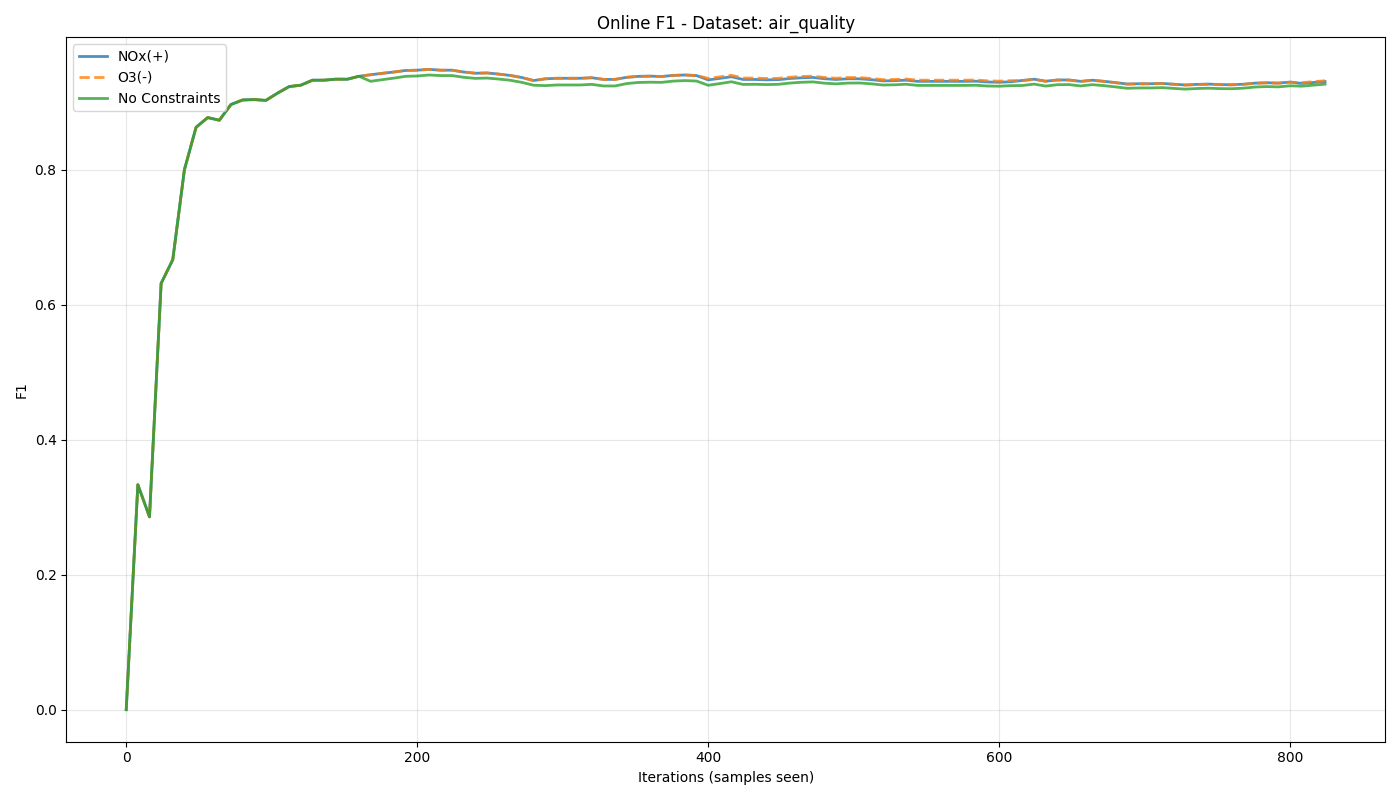 Online F1 - Dataset: air_quality
NOx(+)
O3(-)
No Constraints
F1
0.8
0.6
0.4
0.2
0.0
0
200
400
600
800
Iterations (samples seen)